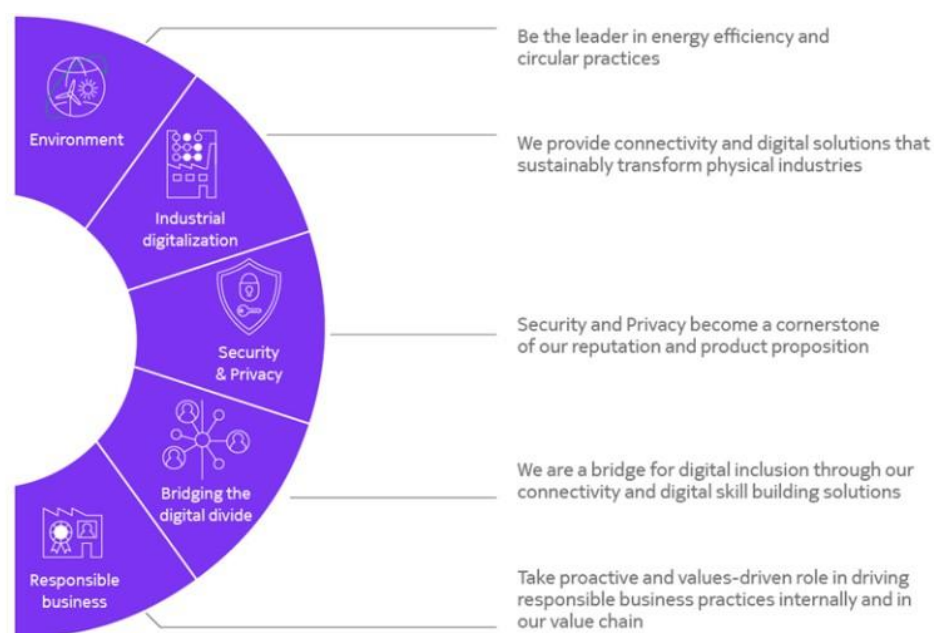 Environment
Be the leader in energy efficiency and
circular practices
Industrial
digitalization
We provide connectivity and digital solutions that
sustainably transform physical industries
Security
& Privacy
Security and Privacy become a cornerstone
of our reputation and product proposition
Bridging the
digital divide
We are a bridge for digital inclusion through our
connectivity and digital skill building solutions
Responsible
business
Take proactive and values-driven role in driving
responsible business practices internally and in
our value chain